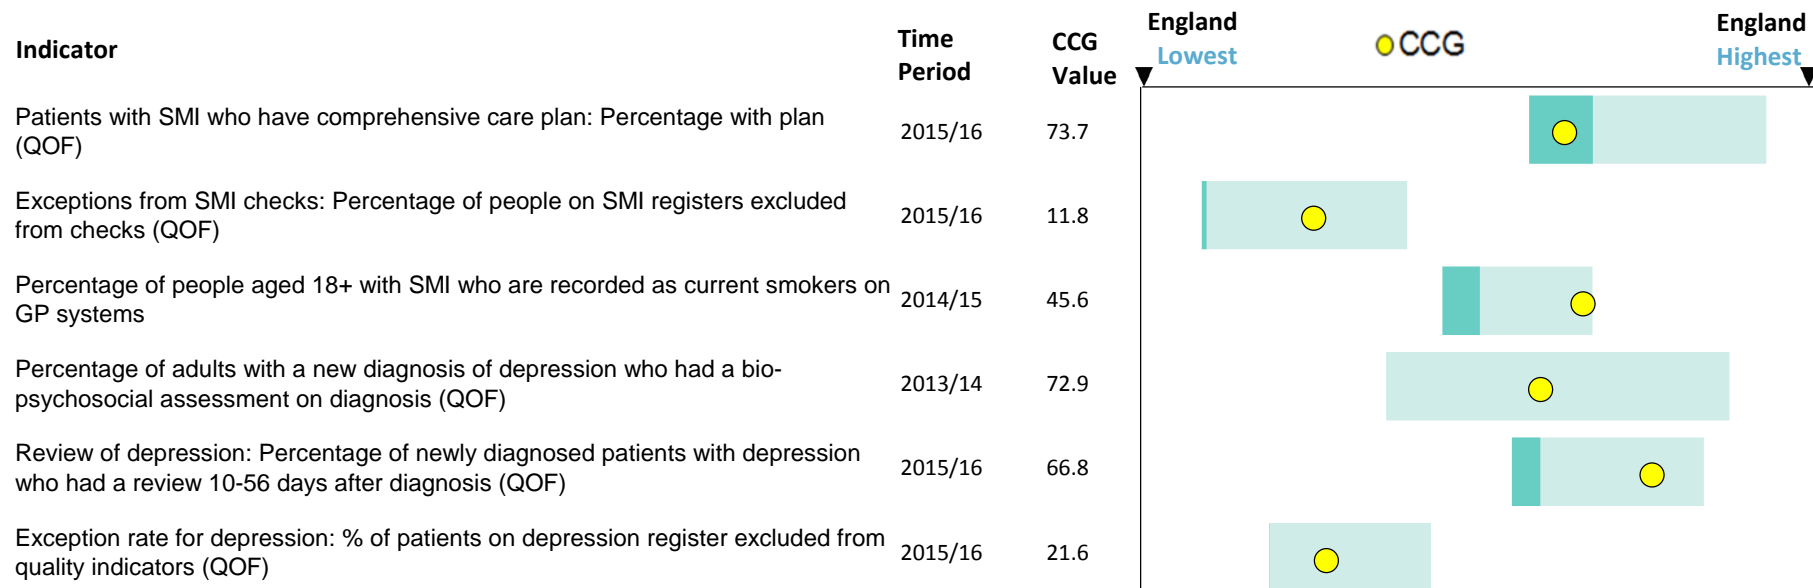 Indicator
Time
Period
CCG
Value
England
Lowest
CCG
England
Highest
Patients with SMI who have comprehensive care plan: Percentage with plan
(QOF)
2015/16
73.7
Exceptions from SMI checks: Percentage of people on SMI registers excluded
from checks (QOF)
2015/16
11.8
Percentage of people aged 18+ with SMI who are recorded as current smokers on
GP systems
2014/15
45.6
Percentage of adults with a new diagnosis of depression who had a bio-
psychosocial assessment on diagnosis (QOF)
2013/14
72.9
Review of depression: Percentage of newly diagnosed patients with depression
who had a review 10-56 days after diagnosis (QOF)
2015/16
66.8
Exception rate for depression: % of patients on depression register excluded from
quality indicators (QOF)
2015/16
21.6